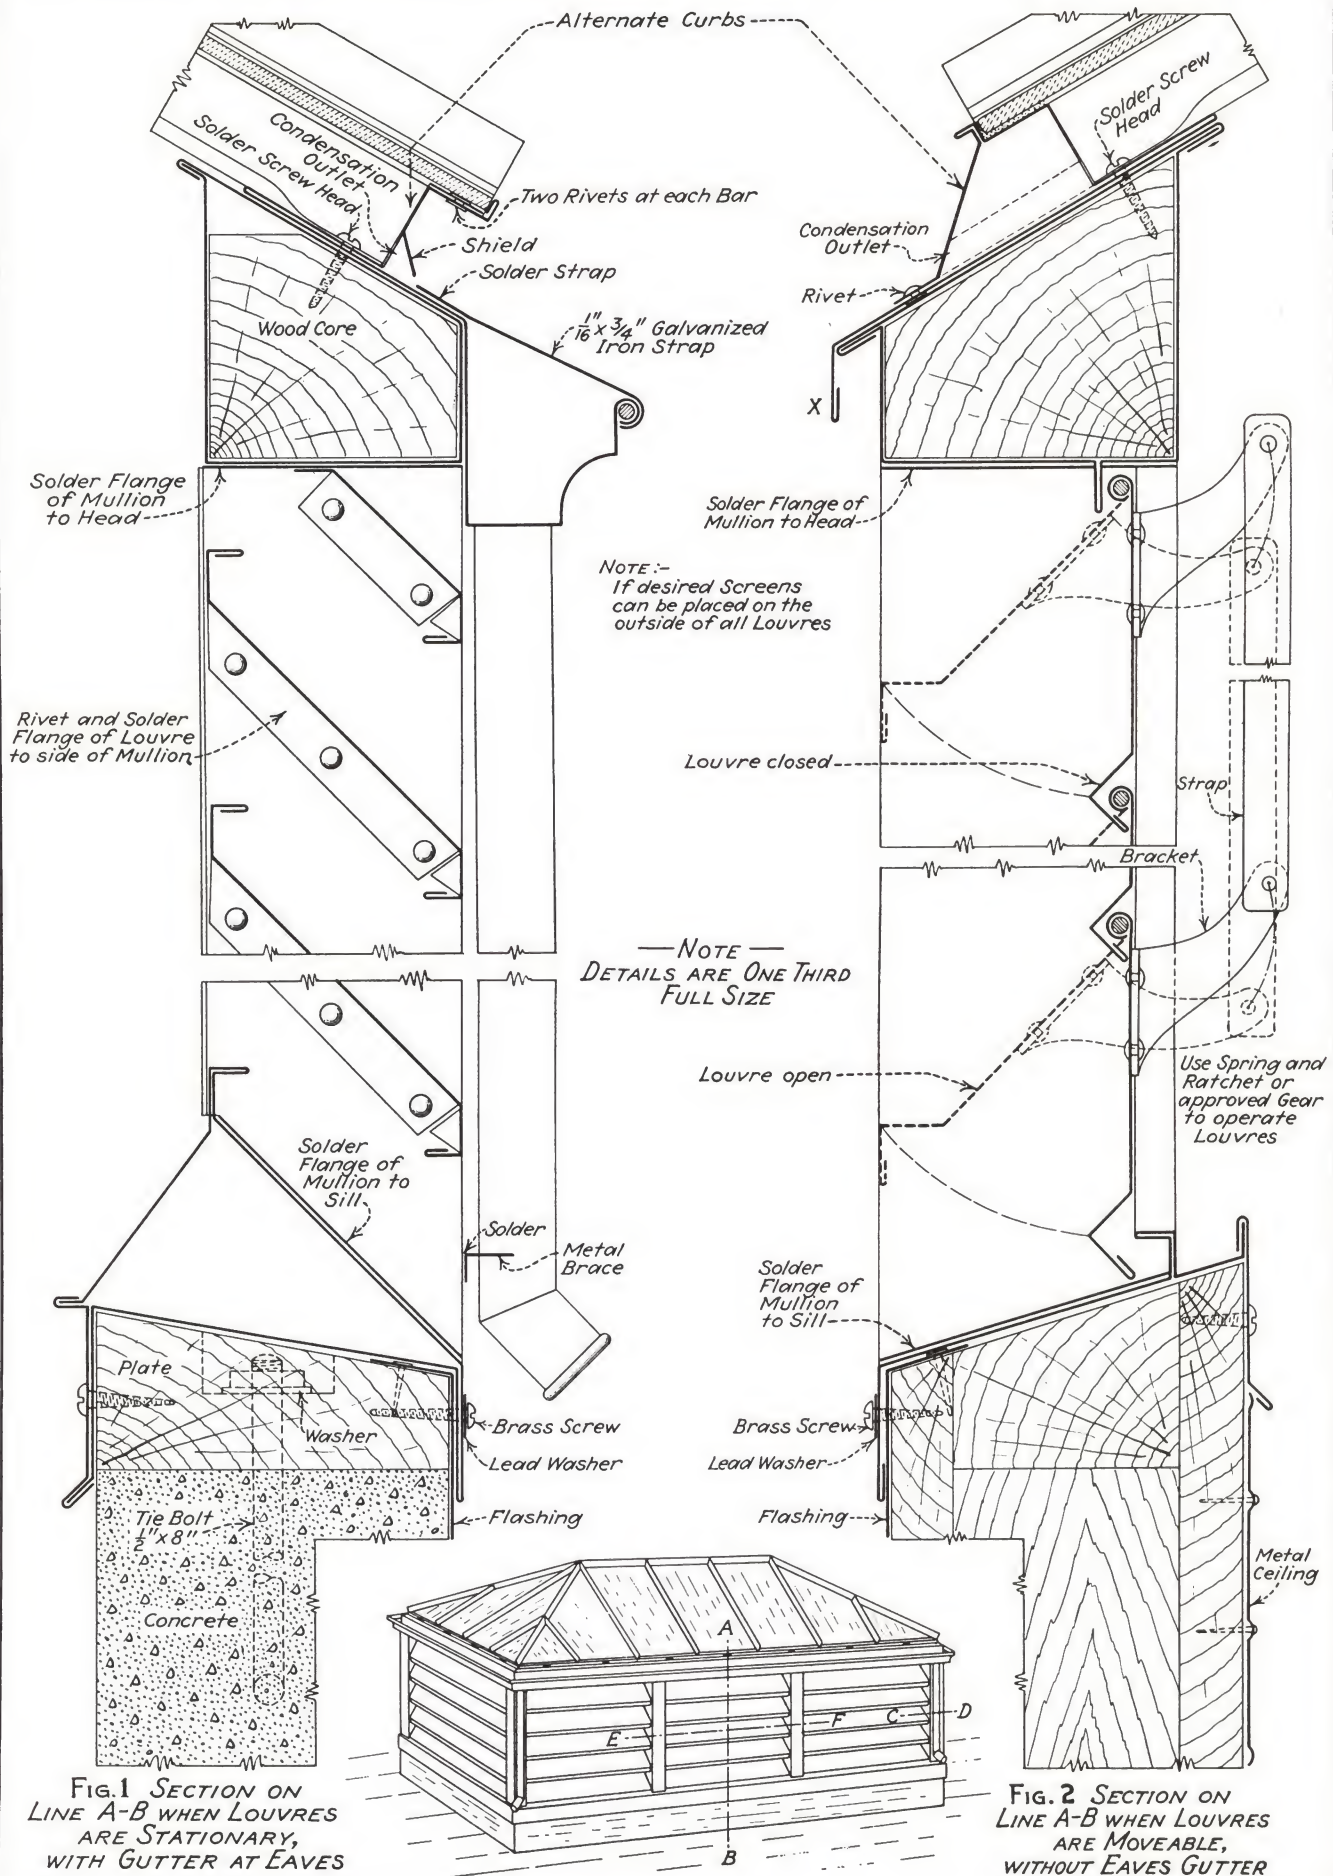 Alternate Curbs
Condensation
Outlet
Solder Screw Head
Two Rivets at each Bar
Shield
Solder Strap
Wood Core
1/16" x 3/4" Galvanized
Iron Strap
Solder Flange
of Mullion
to Head
Rivet and Solder
Flange of Louvre
to side of Mullion
Solder
Flange of
Mullion to
Sill
Solder
Metal
Brace
Plate
Washer
Brass Screw
Lead Washer
Tie Bolt
1/2" x 8"
Flashing
Concrete
FIG. 1 SECTION ON
LINE A-B WHEN LOUVRES
ARE STATIONARY,
WITH GUTTER AT EAVES
NOTE:-
If desired Screens
can be placed on the
outside of all Louvres
— NOTE —
DETAILS ARE ONE THIRD
FULL SIZE
A
E
F
C
D
B
Solder Screw
Head
Condensation
Outlet
Rivet
X
Solder Flange of
Mullion to Head
Louvre closed
Strap
Bracket
Louvre open
Use Spring and
Ratchet or
approved Gear
to operate
Louvres
Solder
Flange of
Mullion
to Sill
Brass Screw
Lead Washer
Flashing
Metal
Ceiling
FIG. 2 SECTION ON
LINE A-B WHEN LOUVRES
ARE MOVEABLE,
WITHOUT EAVES GUTTER